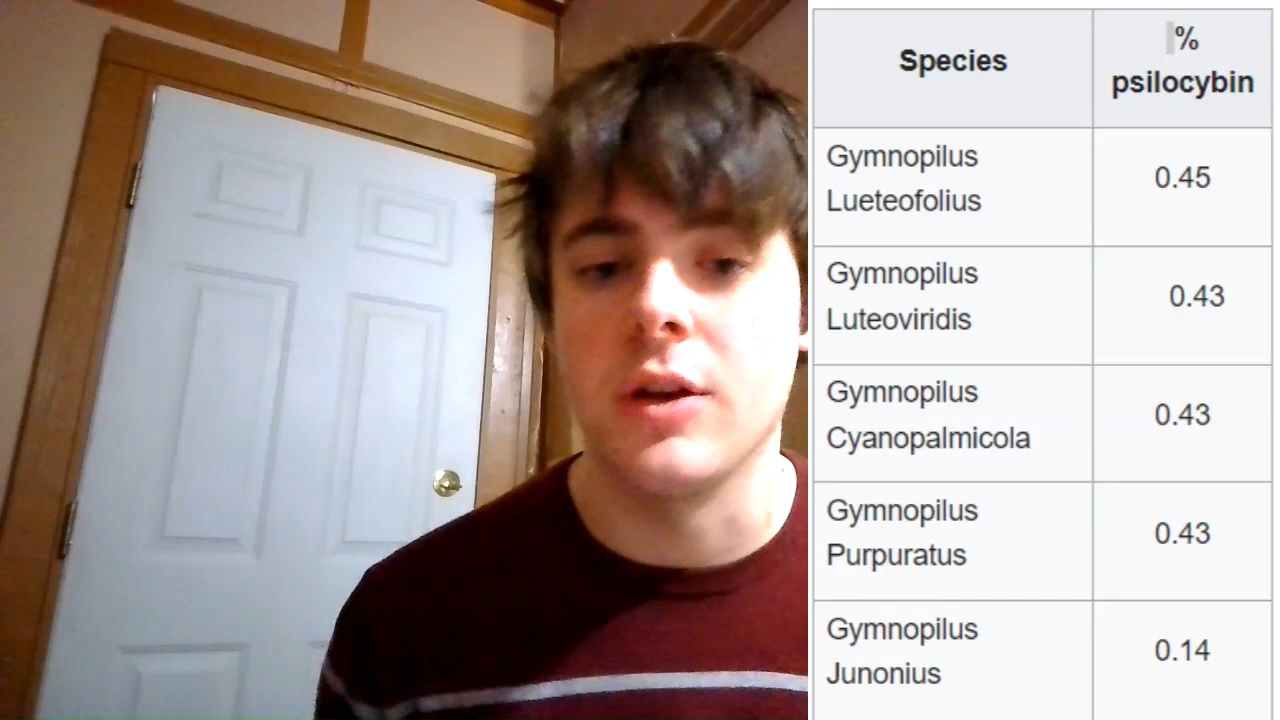 Species
%
psilocybin
Gymnopilus
Lueteofolius
0.45
Gymnopilus
Luteoviridis
0.43
Gymnopilus
Cyanopalmicola
0.43
Gymnopilus
Purpuratus
0.43
Gymnopilus
Junonius
0.14